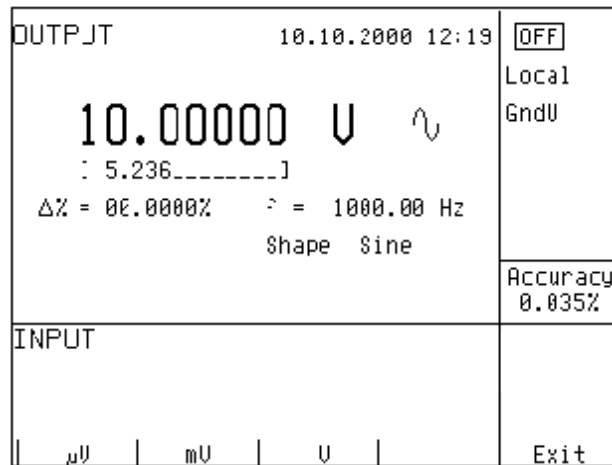 OUTPUT 10.10.2000 12:19 OFF
Local
10.00000 V GndU
[ 5.236________]
Δ% = 00.0000% = 1000.00 Hz
Shape Sine
Accuracy
0.035%
INPUT
µV mV V Exit